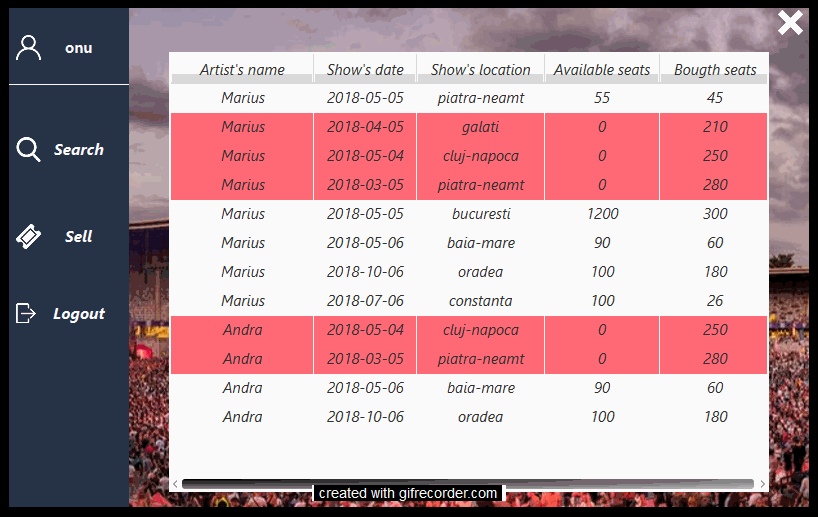 onu
Search
Sell
Logout
Artist's name Show's date Show's location Available seats Bougth seats
Marius 2018-05-05 piatra-neamt 55 45
Marius 2018-04-05 galati 0 210
Marius 2018-05-04 cluj-napoca 0 250
Marius 2018-03-05 piatra-neamt 0 280
Marius 2018-05-05 bucuresti 1200 300
Marius 2018-05-06 baia-mare 90 60
Marius 2018-10-06 oradea 100 180
Marius 2018-07-06 constanta 100 26
Andra 2018-05-04 cluj-napoca 0 250
Andra 2018-03-05 piatra-neamt 0 280
Andra 2018-05-06 baia-mare 90 60
Andra 2018-10-06 oradea 100 180
created with gifrecorder.com